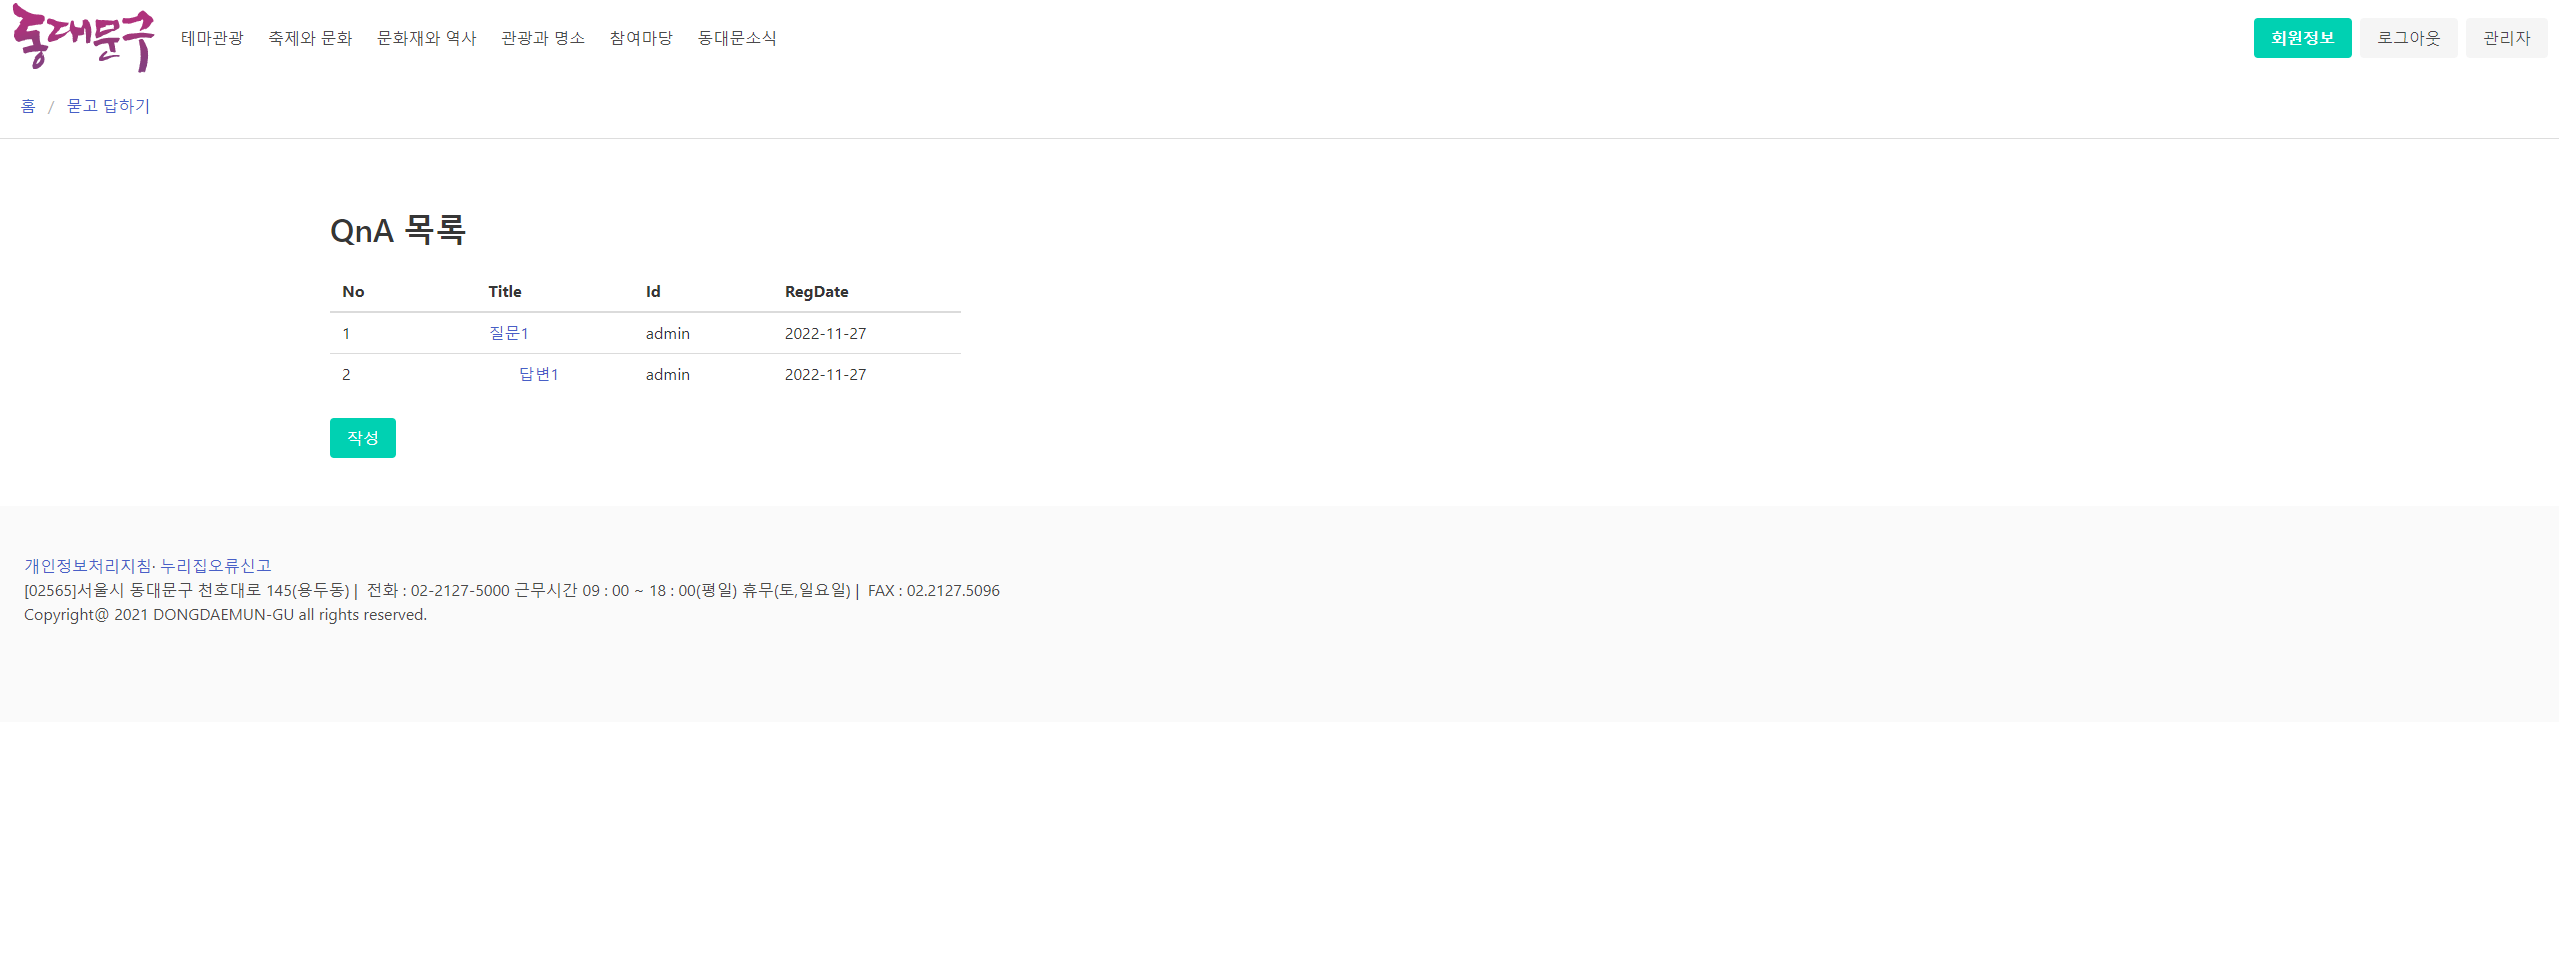 동대문구 테마관광 축제와 문화 문화재와 역사 관광과 명소 참여마당 동대문소식 회원정보 로그아웃 관리자
홈 / 묻고 답하기
QnA 목록
No Title Id RegDate
1 질문1 admin 2022-11-27
2 답변1 admin 2022-11-27
작성
개인정보처리지침· 누리집오류신고
[02565]서울시 동대문구 천호대로 145(용두동) | 전화 : 02-2127-5000 근무시간 09 : 00 ~ 18 : 00(평일) 휴무(토,일요일) | FAX : 02.2127.5096
Copyright@ 2021 DONGDAEMUN-GU all rights reserved.